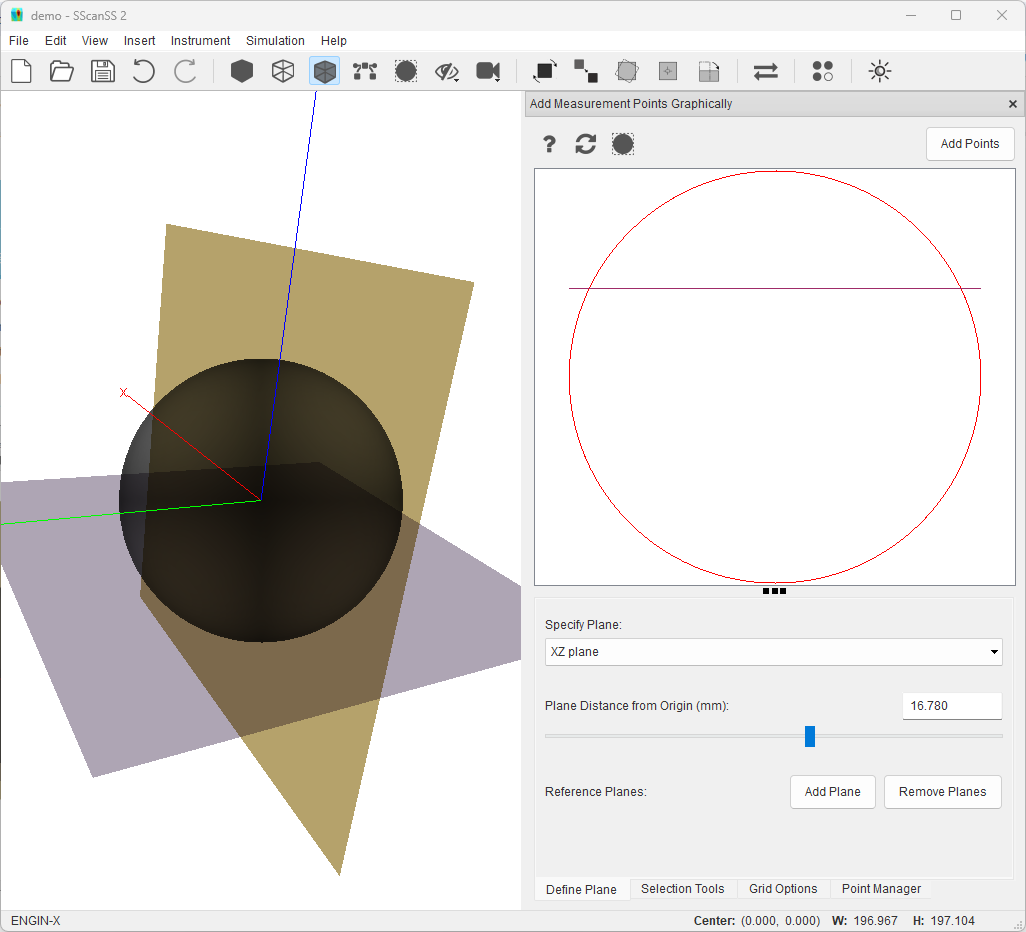 demo - SScanSS 2
File Edit View Insert Instrument Simulation Help
Add Measurement Points Graphically
Add Points
X
Specify Plane:
XZ plane
Plane Distance from Origin (mm): 16.780
Reference Planes: Add Plane Remove Planes
Define Plane Selection Tools Grid Options Point Manager
ENGIN-X Center: (0.000, 0.000) W: 196.967 H: 197.104